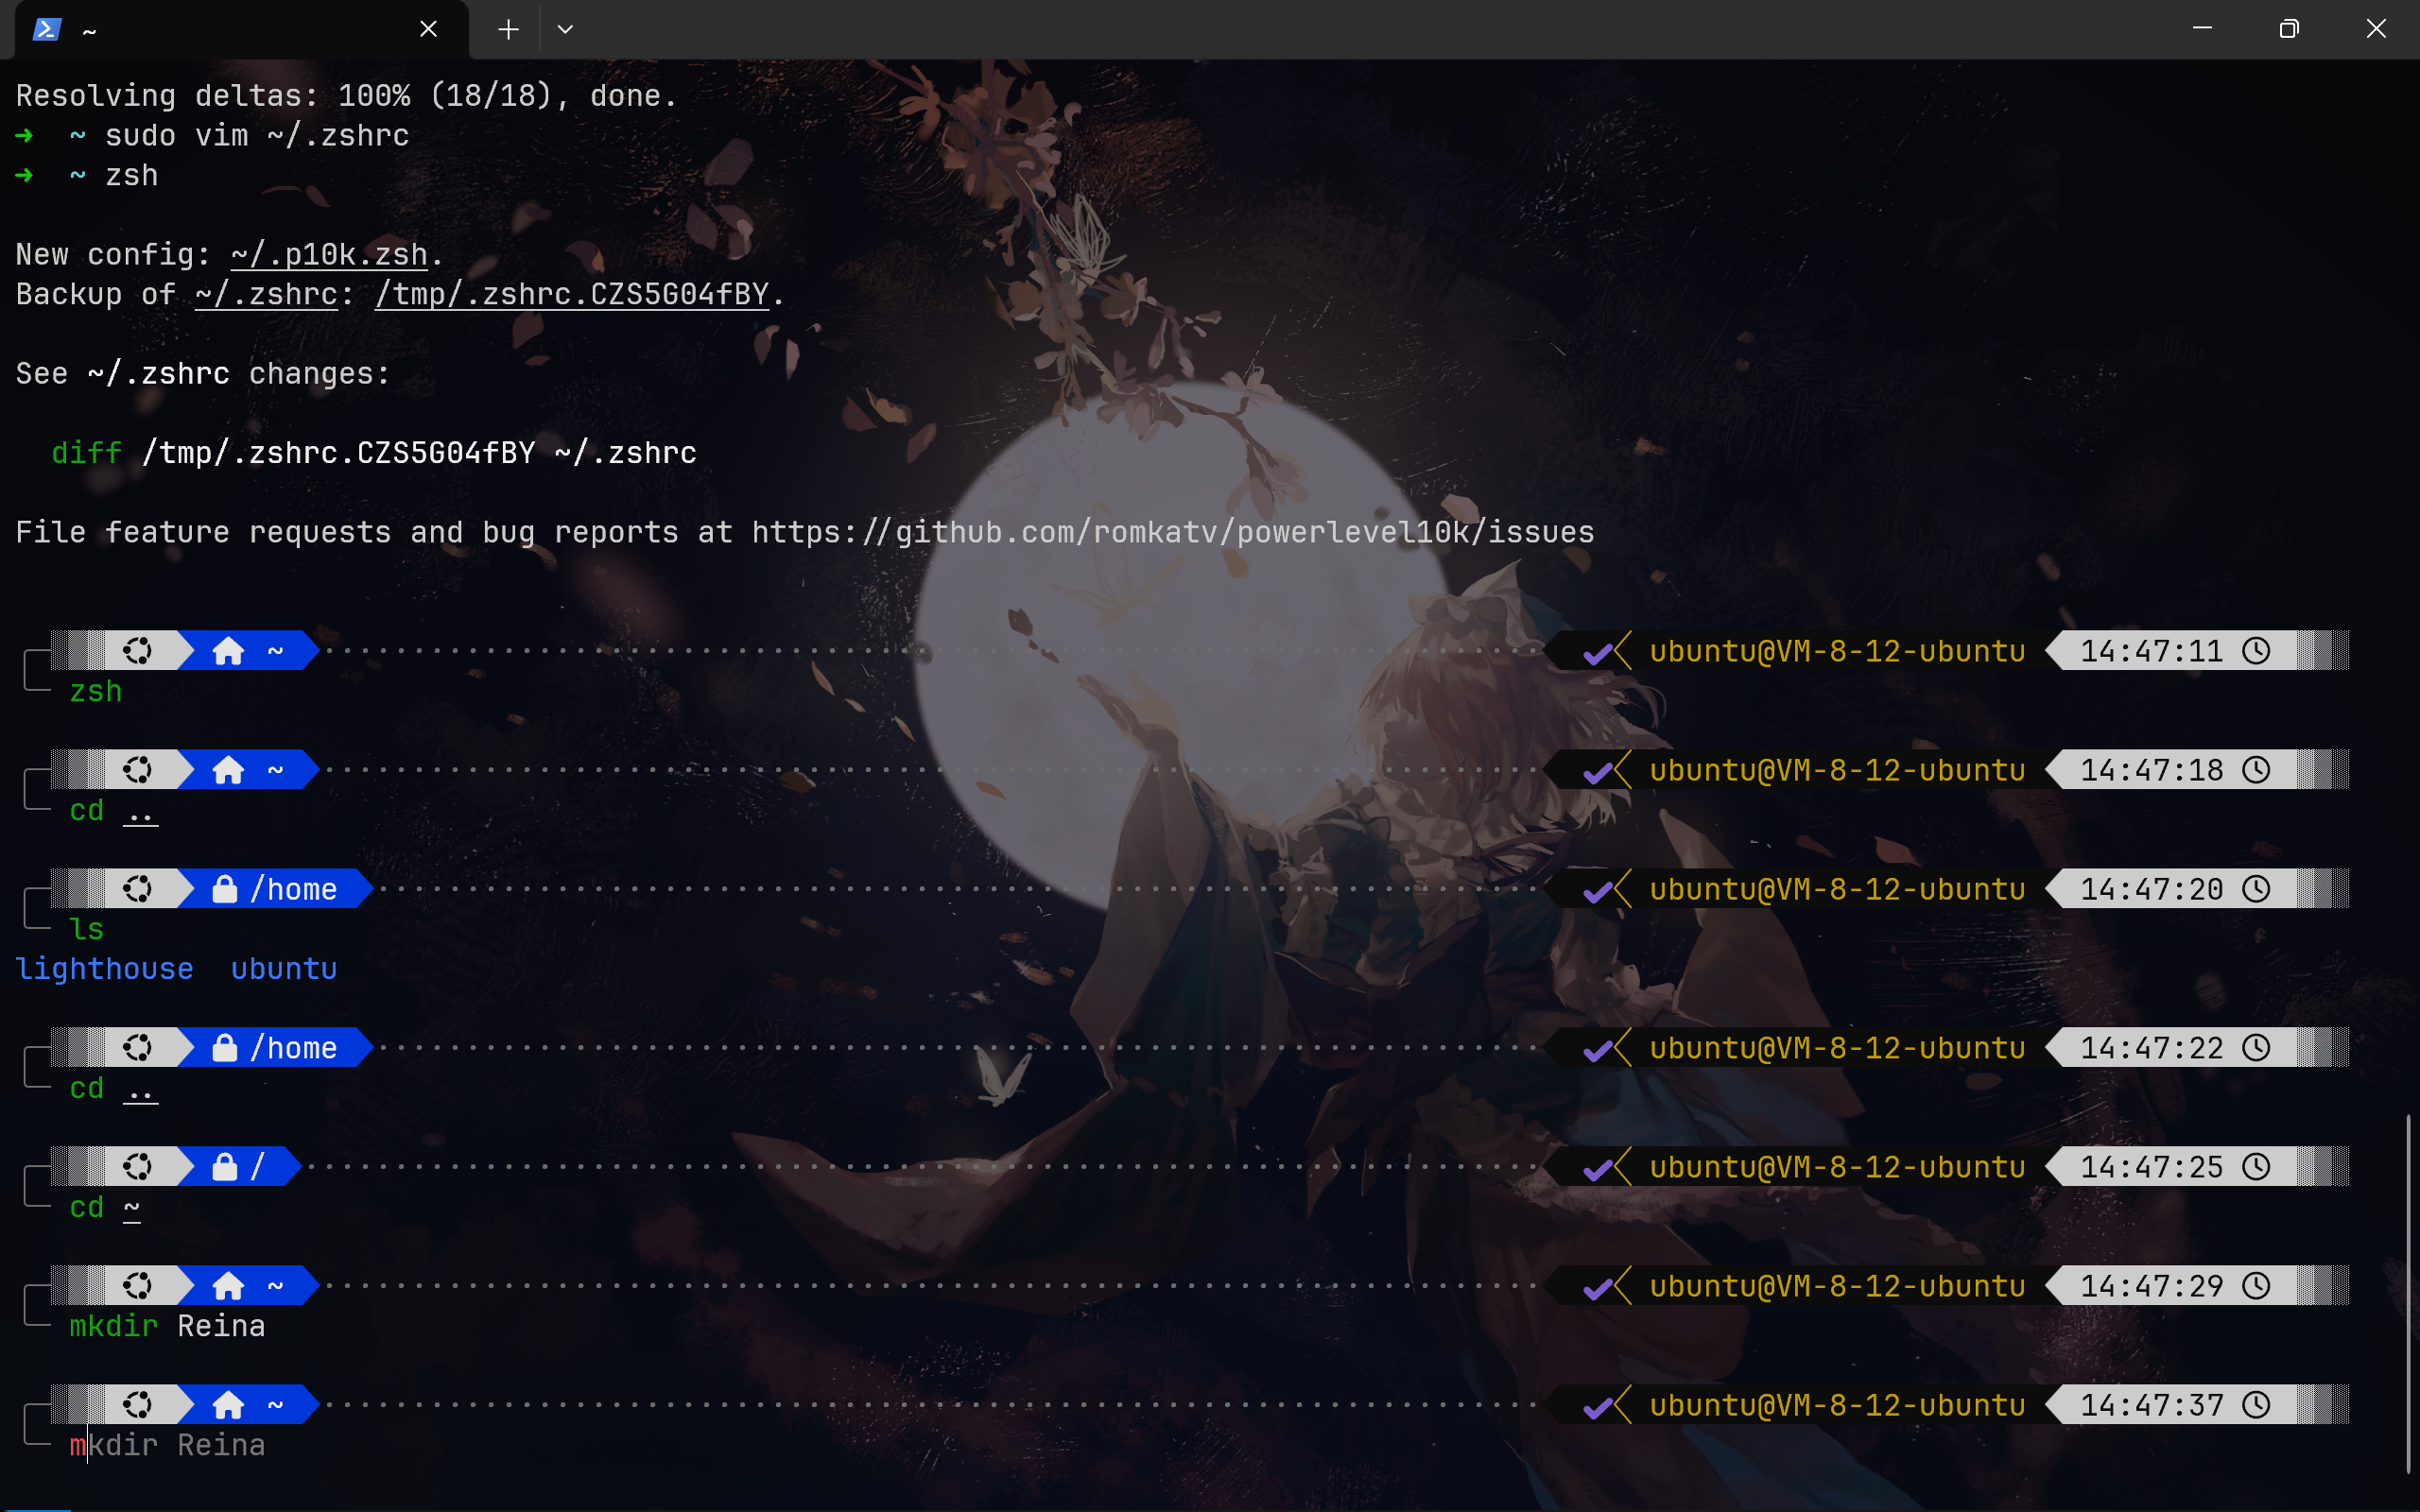 ~
Resolving deltas: 100% (18/18), done.
➜  ~ sudo vim ~/.zshrc
➜  ~ zsh
New config: ~/.p10k.zsh.
Backup of ~/.zshrc: /tmp/.zshrc.CZS5G04fBY.
See ~/.zshrc changes:
diff /tmp/.zshrc.CZS5G04fBY ~/.zshrc
File feature requests and bug reports at https://github.com/romkatv/powerlevel10k/issues
~ ubuntu@VM-8-12-ubuntu 14:47:11
zsh
~ ubuntu@VM-8-12-ubuntu 14:47:18
cd ..
/home ubuntu@VM-8-12-ubuntu 14:47:20
ls
lighthouse  ubuntu
/home ubuntu@VM-8-12-ubuntu 14:47:22
cd ..
/ ubuntu@VM-8-12-ubuntu 14:47:25
cd ~
~ ubuntu@VM-8-12-ubuntu 14:47:29
mkdir Reina
~ ubuntu@VM-8-12-ubuntu 14:47:37
mkdir Reina